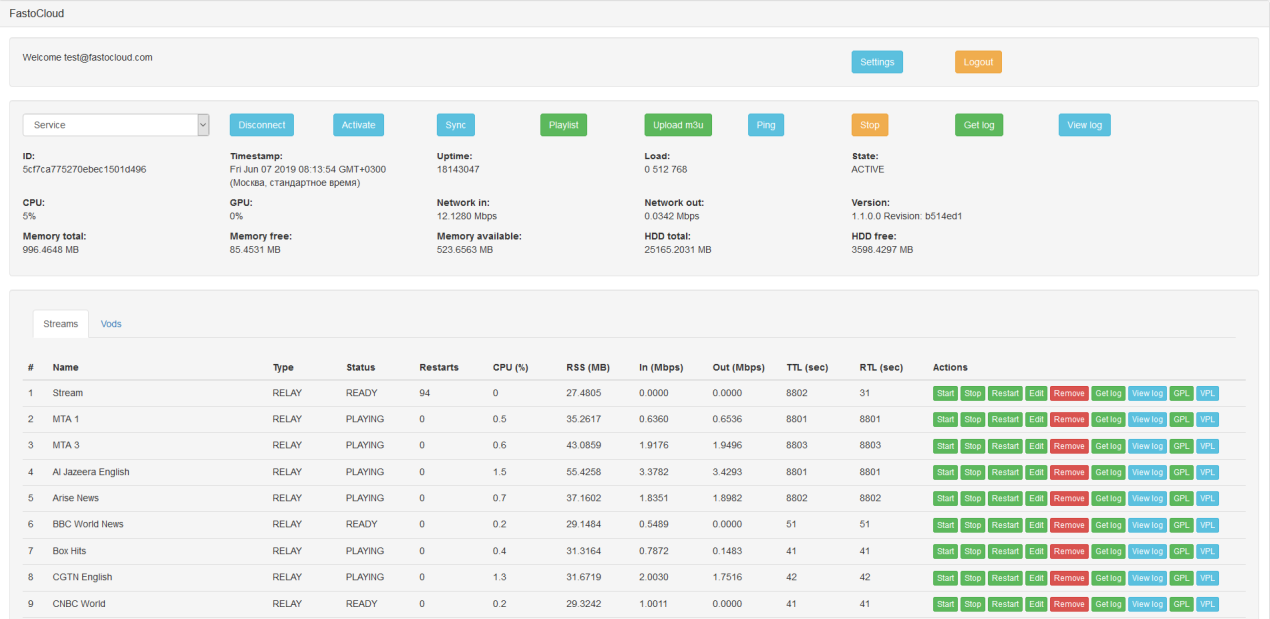 FastoCloud
Welcome test@fastocloud.com Settings Logout
Service Disconnect Activate Sync Playlist Upload m3u Ping Stop Get log View log
ID: Timestamp: Uptime: Load: State:
5cf7ca775270ebec1501d496 Fri Jun 07 2019 08:13:54 GMT+0300 18143047 0 512 768 ACTIVE
(Москва, стандартное время)
CPU: GPU: Network in: Network out: Version:
5% 0% 12.1280 Mbps 0.0342 Mbps 1.1.0.0 Revision: b514ed1
Memory total: Memory free: Memory available: HDD total: HDD free:
996.4648 MB 85.4531 MB 523.6563 MB 25165.2031 MB 3598.4297 MB
Streams Vods
# Name Type Status Restarts CPU (%) RSS (MB) In (Mbps) Out (Mbps) TTL (sec) RTL (sec) Actions
1 Stream RELAY READY 94 0 27.4805 0.0000 0.0000 8802 31 Start Stop Restart Edit Remove Get log View log GPL VPL
2 MTA 1 RELAY PLAYING 0 0.5 35.2617 0.6360 0.6536 8801 8801 Start Stop Restart Edit Remove Get log View log GPL VPL
3 MTA 3 RELAY PLAYING 0 0.6 43.0859 1.9176 1.9496 8803 8803 Start Stop Restart Edit Remove Get log View log GPL VPL
4 Al Jazeera English RELAY PLAYING 0 1.5 55.4258 3.3782 3.4293 8801 8801 Start Stop Restart Edit Remove Get log View log GPL VPL
5 Arise News RELAY PLAYING 0 0.7 37.1602 1.8351 1.8982 8802 8802 Start Stop Restart Edit Remove Get log View log GPL VPL
6 BBC World News RELAY READY 0 0.2 29.1484 0.5489 0.0000 51 51 Start Stop Restart Edit Remove Get log View log GPL VPL
7 Box Hits RELAY PLAYING 0 0.4 31.3164 0.7872 0.1483 41 41 Start Stop Restart Edit Remove Get log View log GPL VPL
8 CGTN English RELAY PLAYING 0 1.3 31.6719 2.0030 1.7516 42 42 Start Stop Restart Edit Remove Get log View log GPL VPL
9 CNBC World RELAY READY 0 0.2 29.3242 1.0011 0.0000 41 41 Start Stop Restart Edit Remove Get log View log GPL VPL